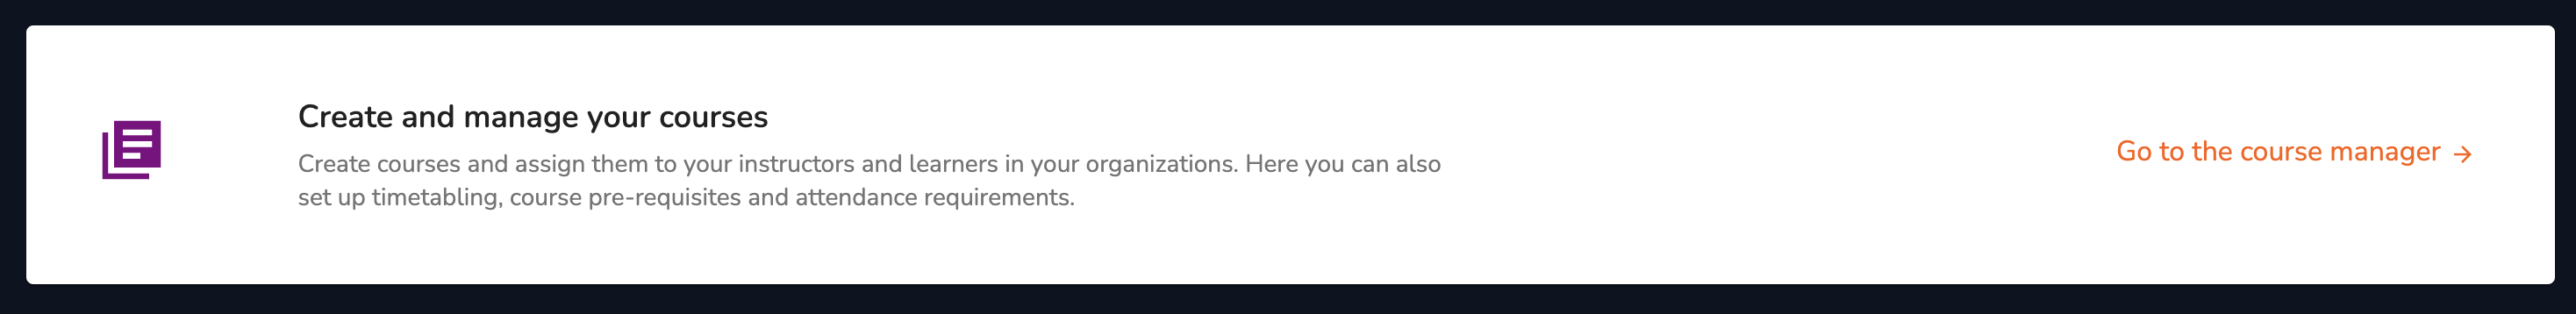 Create and manage your courses
Create courses and assign them to your instructors and learners in your organizations. Here you can also
set up timetabling, course pre-requisites and attendance requirements.
Go to the course manager →